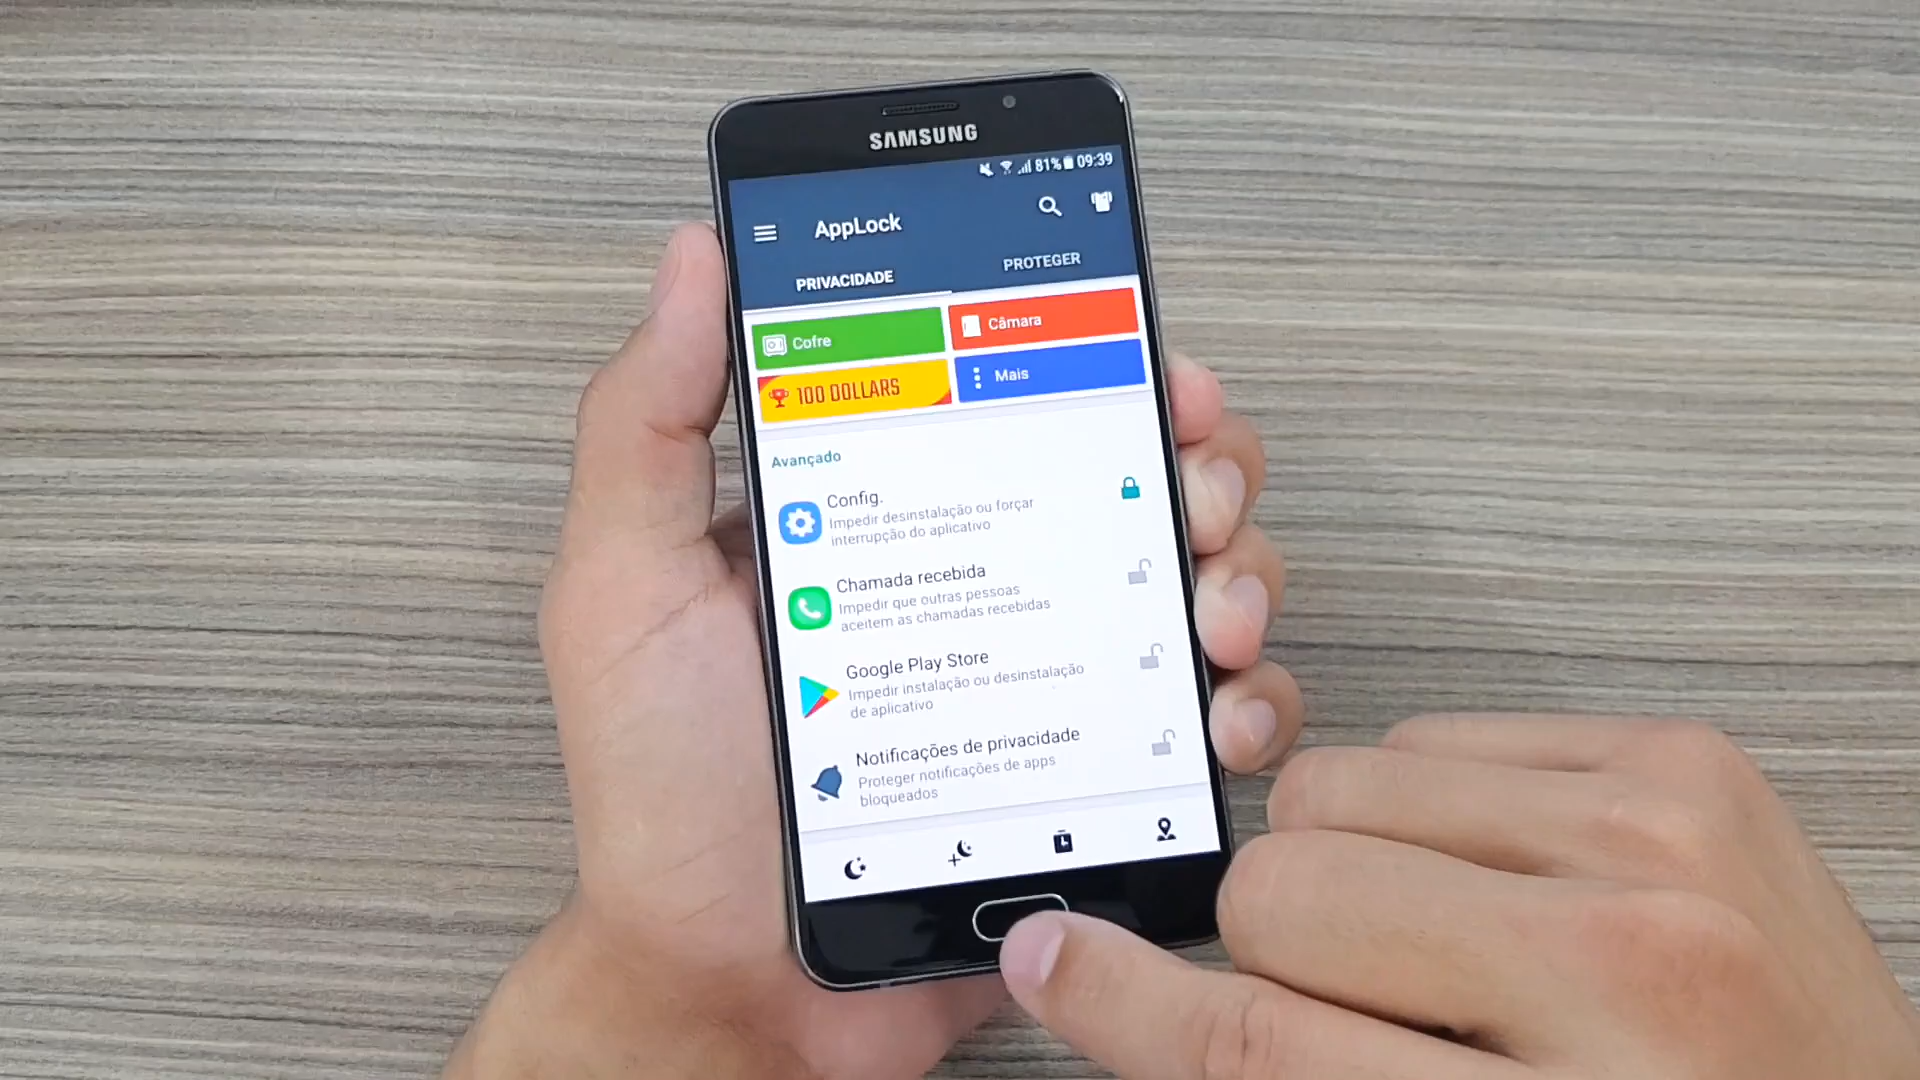 SAMSUNG
81% 09:39
AppLock
PRIVACIDADE
PROTEGER
Cofre
Câmara
100 DOLLARS
Mais
Avançado
Config.
Impedir desinstalação ou forçar
interrupção do aplicativo
Chamada recebida
Impedir que outras pessoas
aceitem as chamadas recebidas
Google Play Store
Impedir instalação ou desinstalação
de aplicativo
Notificações de privacidade
Proteger notificações de apps
bloqueados